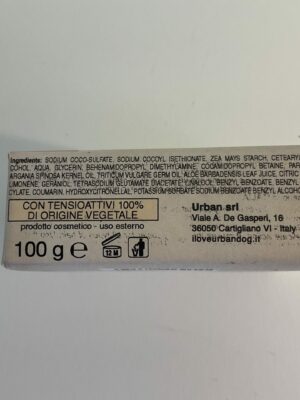 Ingredients: SODIUM COCO-SULFATE, SODIUM COCOYL ISETHIONATE, ZEA MAYS STARCH, CETEARYL
COHOL, AQUA, GLYCERIN, BEHENAMIDOPROPYL DIMETHYLAMINE, COCAMIDOPROPYL BETAINE, PAR
ARGANIA SPINOSA KERNEL OIL, TRITICUM VULGARE GERM OIL, ALOE BARBADENSIS LEAF JUICE, CITRIC
LIMONENE, GERANIOL, TETRASODIUM GLUTAMATE DIACETATE, LINALOOL, BENZYL BENZOATE, BENZYL
CYLATE, COUMARIN, HYDROXYCITRONELLAL, POTASSIUM SORBATE, SODIUM BENZOATE, BENZYL ALCOHO
CON TENSIOATTIVI 100%
DI ORIGINE VEGETALE
prodotto cosmetico - uso esterno
100 g ℮
12 M
Urban srl
Viale A. De Gasperi, 16
36050 Cartigliano VI - Italy
iloveurbandog.it